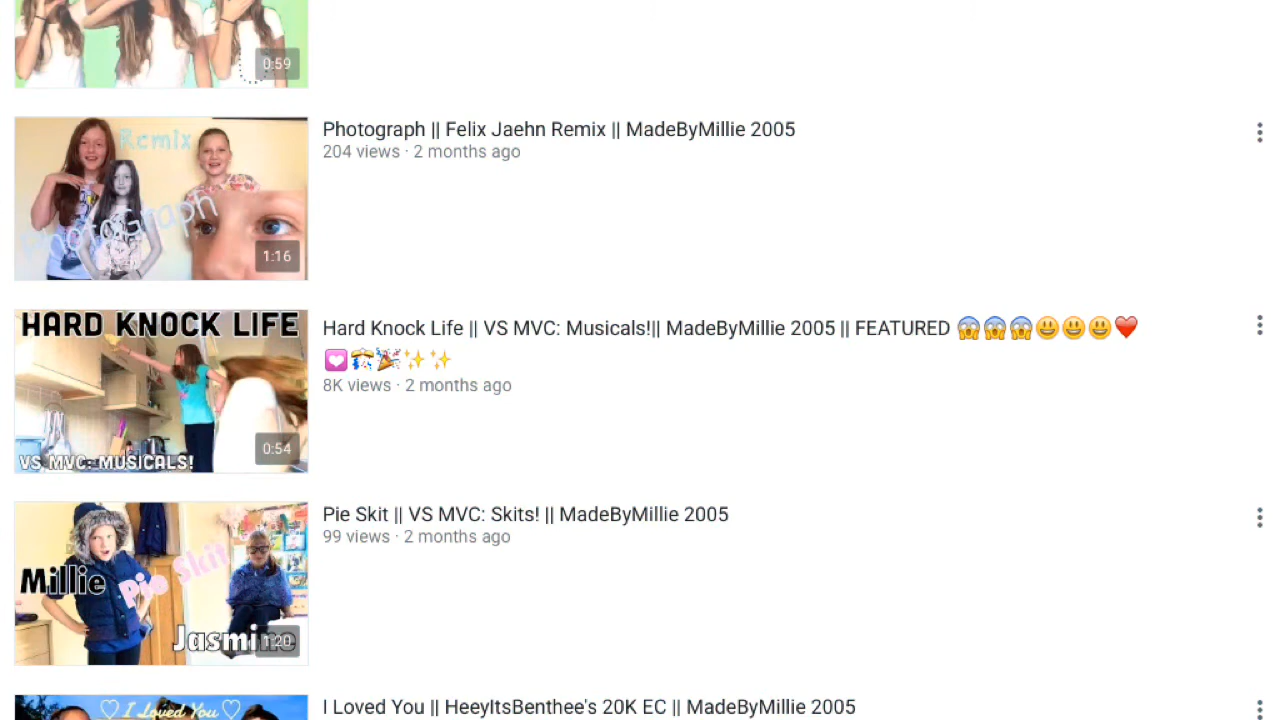 0:59
Remix
PhotoGraph
1:16
Photograph || Felix Jaehn Remix || MadeByMillie 2005
204 views · 2 months ago
HARD KNOCK LIFE
VS MVC: MUSICALS!
0:54
Hard Knock Life || VS MVC: Musicals!|| MadeByMillie 2005 || FEATURED 😱😱😱😃😃😃❤️
💟🎊🎉✨✨
8K views · 2 months ago
Millie
Pie Skit
Jasmine
1:20
Pie Skit || VS MVC: Skits! || MadeByMillie 2005
99 views · 2 months ago
♡ I Loved You ♡
I Loved You || HeeyItsBenthee's 20K EC || MadeByMillie 2005